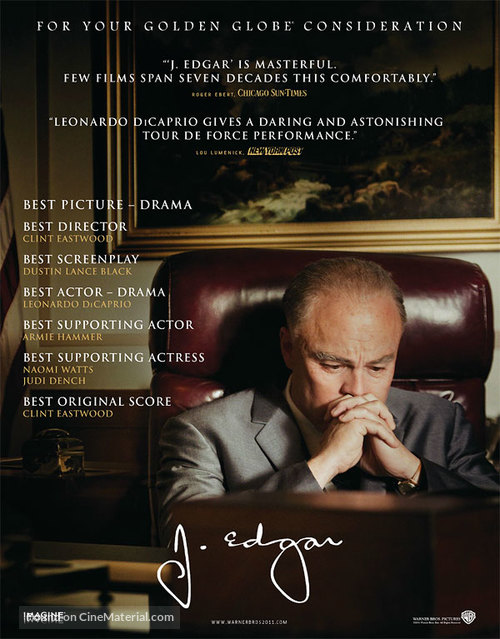 FOR YOUR GOLDEN GLOBE® CONSIDERATION
"'J. EDGAR' IS MASTERFUL.
FEW FILMS SPAN SEVEN DECADES THIS COMFORTABLY."
ROGER EBERT, CHICAGO SUN-TIMES
"LEONARDO DiCAPRIO GIVES A DARING AND ASTONISHING
TOUR DE FORCE PERFORMANCE."
LOU LUMENICK, NEW YORK POST
BEST PICTURE – DRAMA
BEST DIRECTOR
CLINT EASTWOOD
BEST SCREENPLAY
DUSTIN LANCE BLACK
BEST ACTOR – DRAMA
LEONARDO DiCAPRIO
BEST SUPPORTING ACTOR
ARMIE HAMMER
BEST SUPPORTING ACTRESS
NAOMI WATTS
JUDI DENCH
BEST ORIGINAL SCORE
CLINT EASTWOOD
J. Edgar
IMAGINE
found on CineMaterial.com
WWW.WARNERBROS2011.COM
WARNER BROS. PICTURES